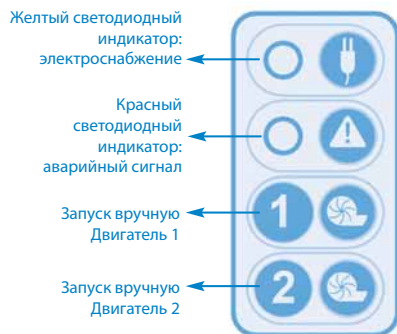 Желтый светодиодный
индикатор:
электроснабжение
Красный
светодиодный
индикатор:
аварийный сигнал
Запуск вручную
Двигатель 1
1
Запуск вручную
Двигатель 2
2